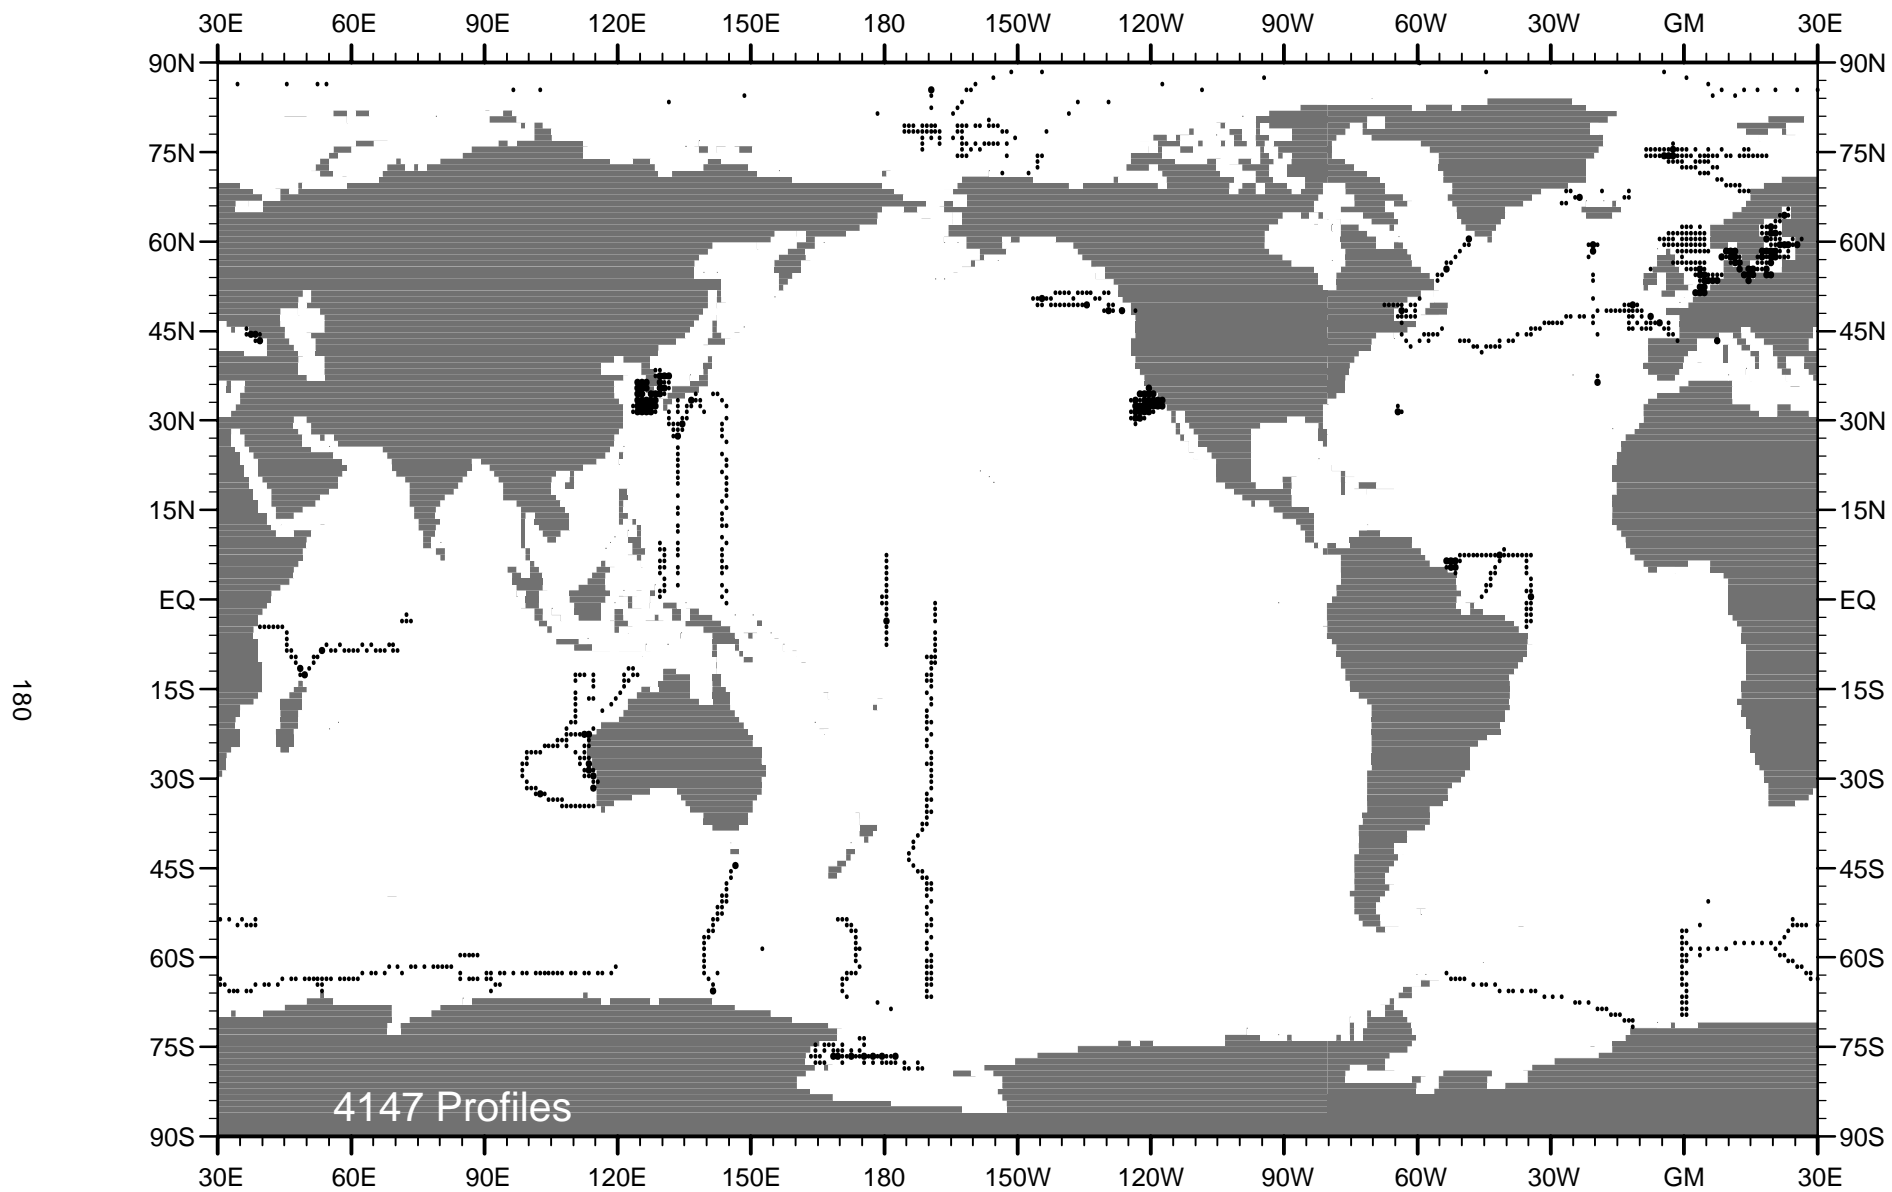 30E 60E 90E 120E 150E 180 150W 120W 90W 60W 30W GM 30E
90N 90N
75N 75N
60N 60N
45N 45N
30N 30N
15N 15N
EQ EQ
15S 15S
180
30S 30S
45S 45S
60S 60S
75S 75S
4147 Profiles
90S 90S
30E 60E 90E 120E 150E 180 150W 120W 90W 60W 30W GM 30E